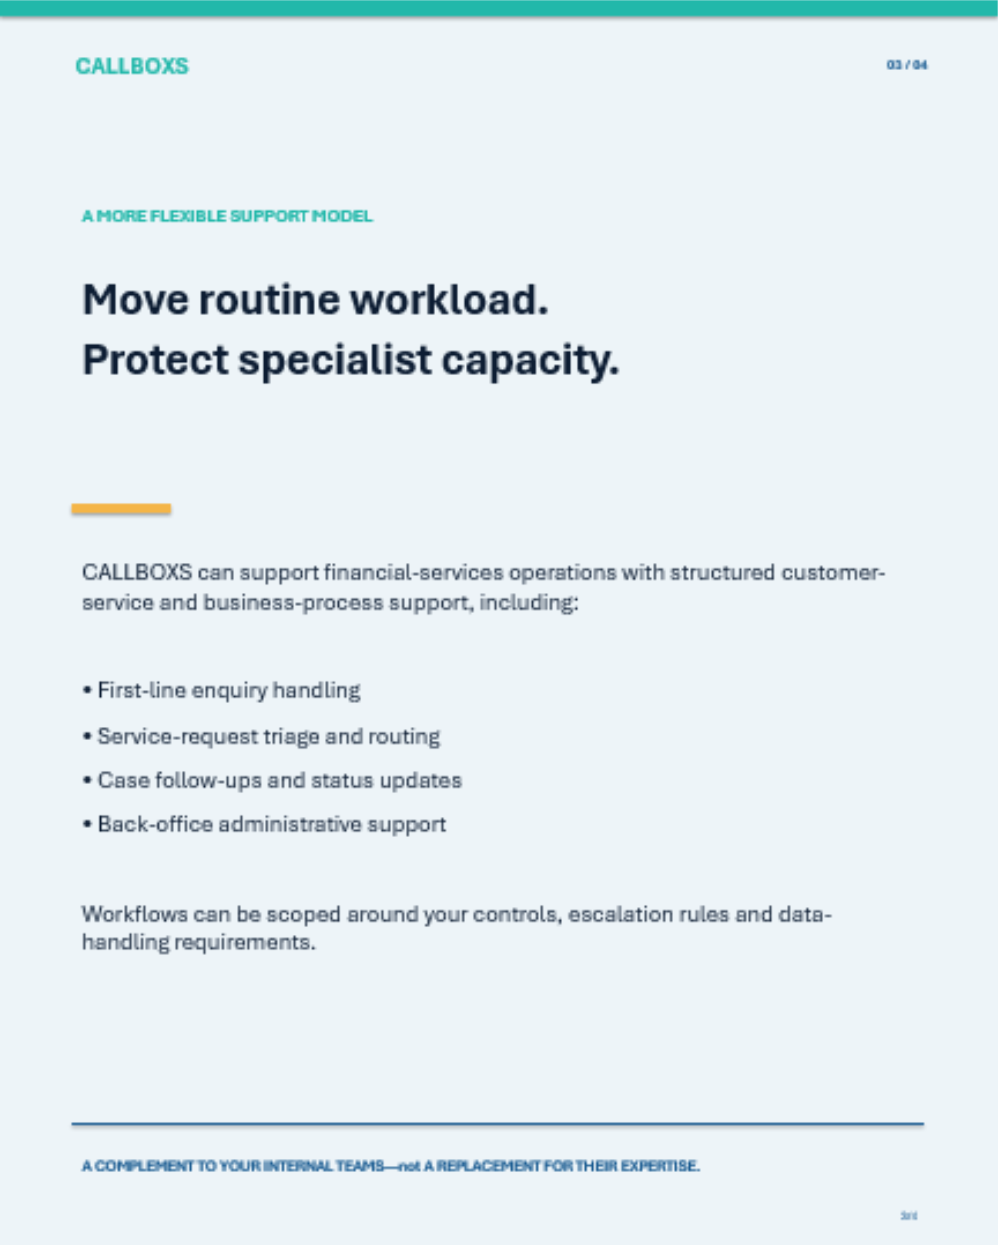 CALLBOXS
03 / 04
A MORE FLEXIBLE SUPPORT MODEL
Move routine workload.
Protect specialist capacity.
CALLBOXS can support financial-services operations with structured customer-
service and business-process support, including:
• First-line enquiry handling
• Service-request triage and routing
• Case follow-ups and status updates
• Back-office administrative support
Workflows can be scoped around your controls, escalation rules and data-
handling requirements.
A COMPLEMENT TO YOUR INTERNAL TEAMS—not A REPLACEMENT FOR THEIR EXPERTISE.